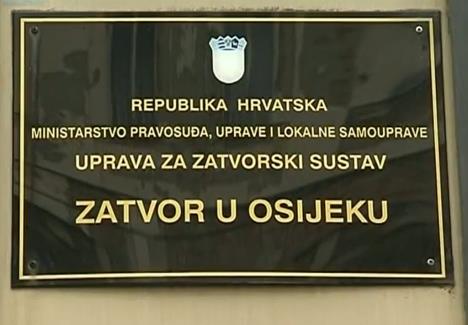 REPUBLIKA HRVATSKA
MINISTARSTVO PRAVOSUĐA, UPRAVE I LOKALNE SAMOUPRAVE
UPRAVA ZA ZATVORSKI SUSTAV
ZATVOR U OSIJEKU